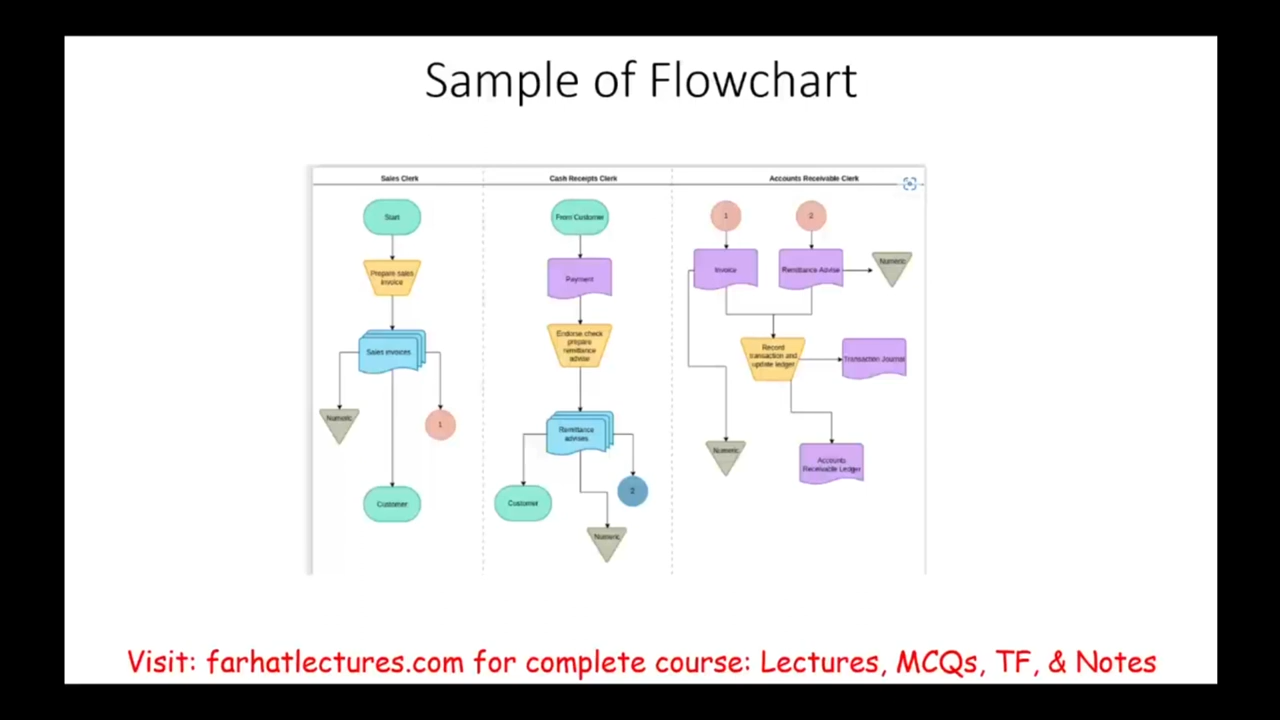 Sample of Flowchart
Sales Clerk
Cash Receipts Clerk
Accounts Receivable Clerk
Start
Prepare sales
invoice
Sales invoices
Numeric
1
Customer
From Customer
Payment
Endorse check
prepare
remittance
advise
Remittance
advises
Customer
2
Numeric
1
2
Invoice
Remittance Advise
Numeric
Record
transaction and
update ledger
Transaction Journal
Numeric
Accounts
Receivable Ledger
Visit: farhatlectures.com for complete course: Lectures, MCQs, TF, & Notes